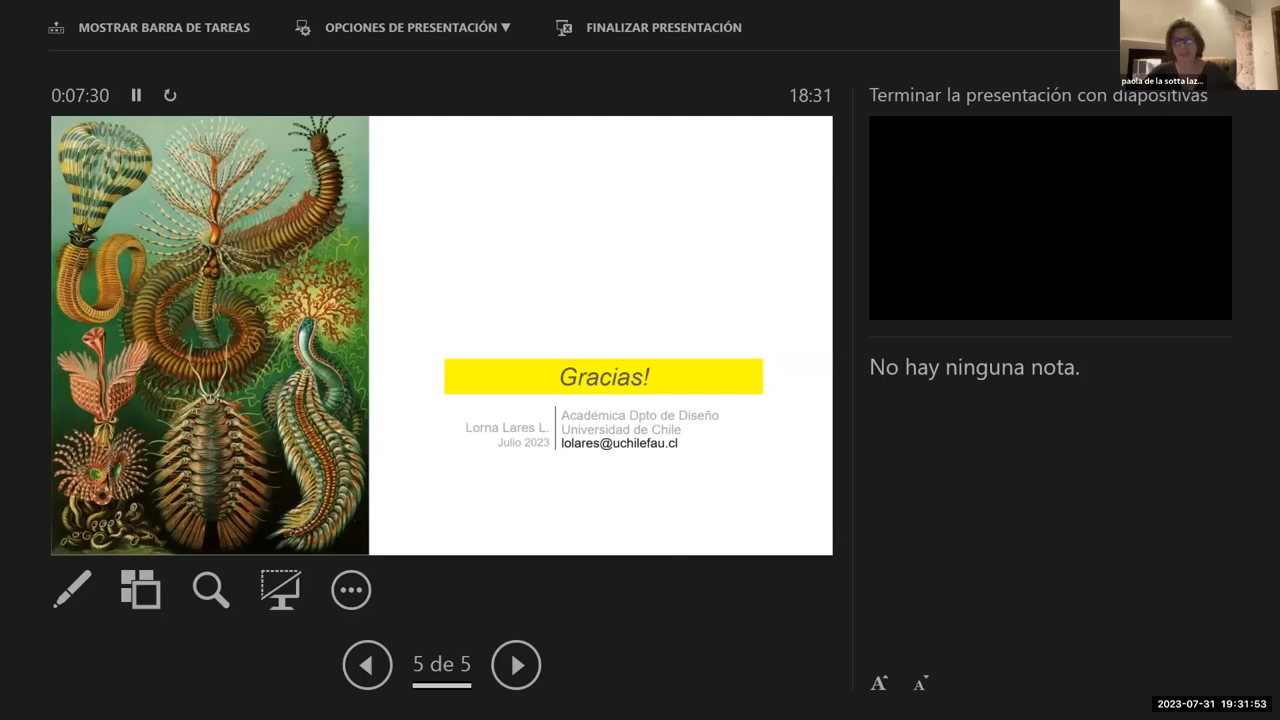 MOSTRAR BARRA DE TAREAS
OPCIONES DE PRESENTACIÓN ▼
FINALIZAR PRESENTACIÓN
paola de la sotta laz...
0:07:30
18:31
Terminar la presentación con diapositivas
Gracias!
Lorna Lares L.
Julio 2023
Académica Dpto de Diseño
Universidad de Chile
lolares@uchilefau.cl
No hay ninguna nota.
5 de 5
A A
2023-07-31 19:31:53